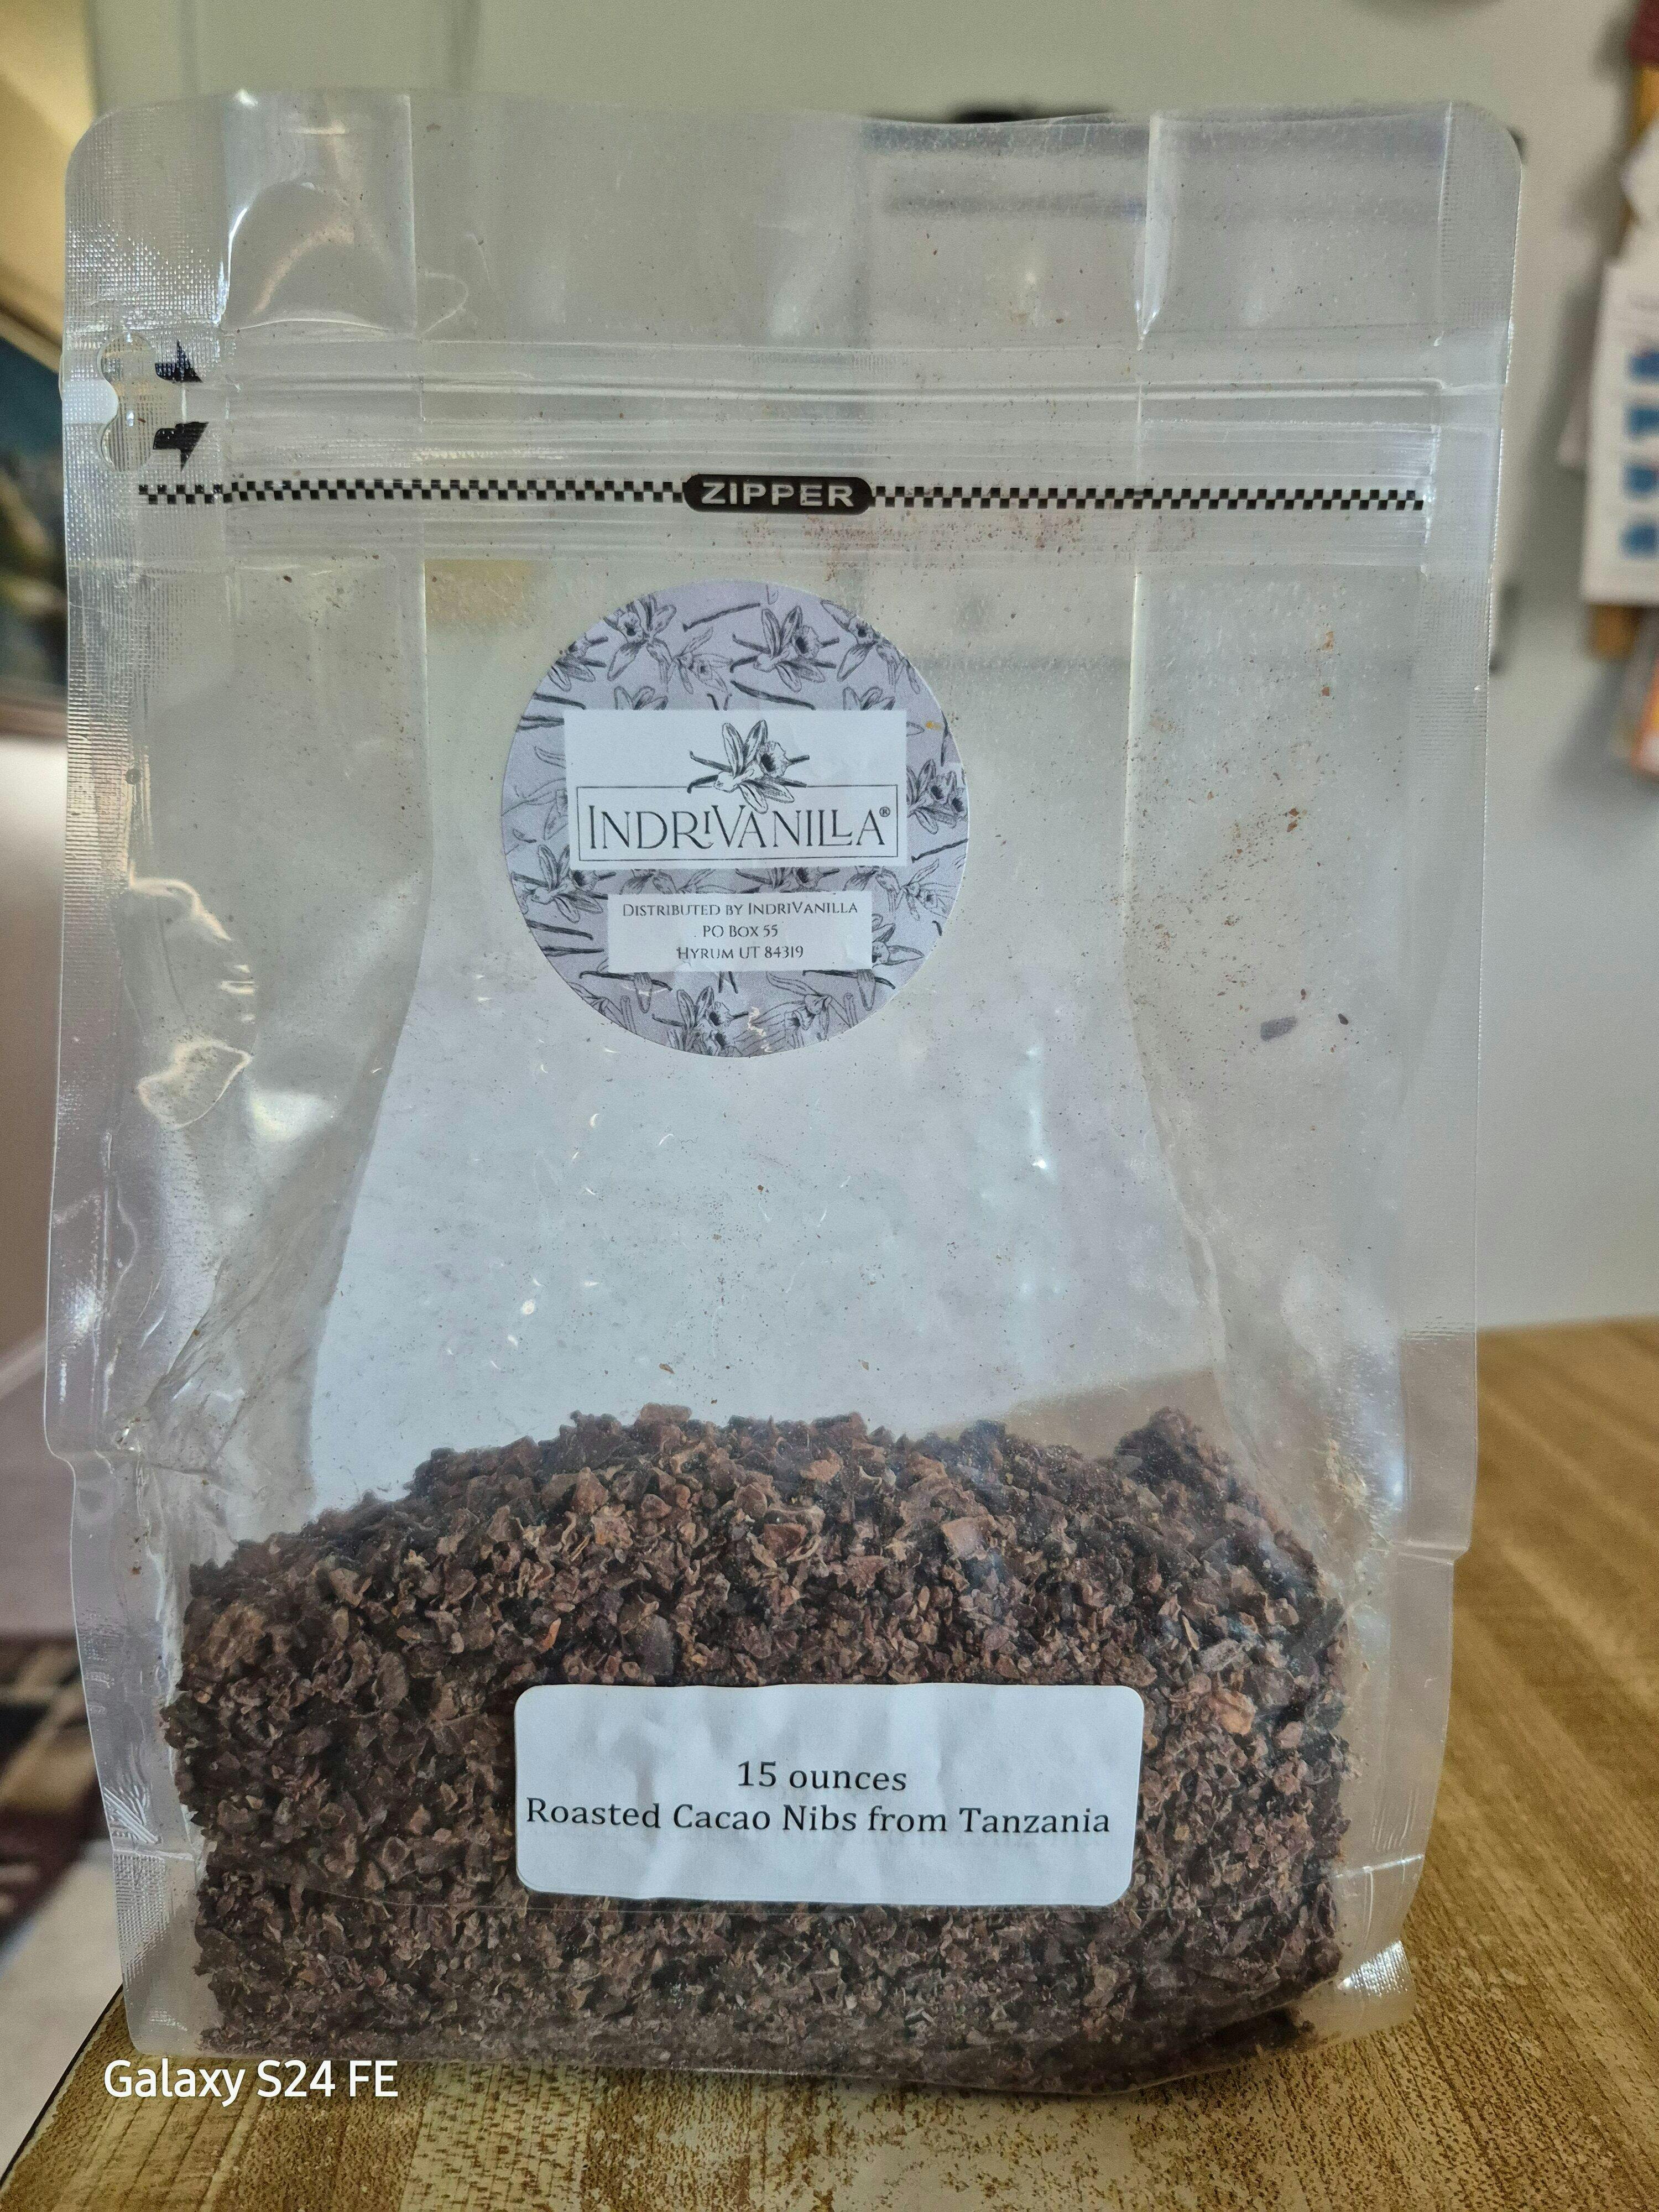 ZIPPER
INDRIVANILLA®
DISTRIBUTED BY INDRIVANILLA
PO BOX 55
HYRUM UT 84319
15 ounces
Roasted Cacao Nibs from Tanzania
Galaxy S24 FE